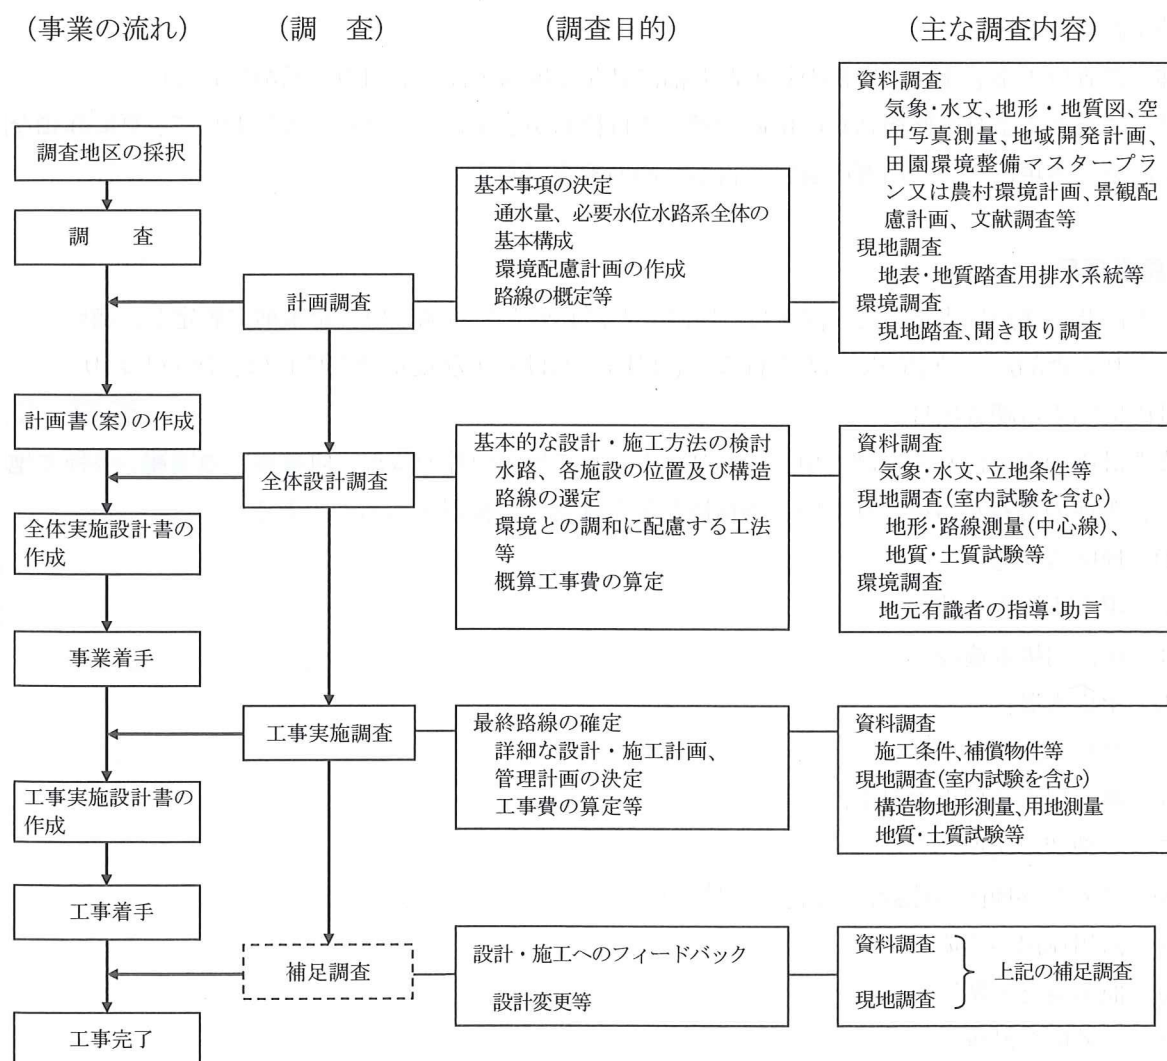 (事業の流れ)
(調　査)
(調査目的)
(主な調査内容)
調査地区の採択
調　　査
計画書(案)の作成
全体実施設計書の
作成
事業着手
工事実施設計書の
作成
工事着手
工事完了
計画調査
全体設計調査
工事実施調査
補足調査
基本事項の決定
通水量、必要水位水路系全体の
基本構成
環境配慮計画の作成
路線の概定等
基本的な設計・施工方法の検討
水路、各施設の位置及び構造
路線の選定
環境との調和に配慮する工法
等
概算工事費の算定
最終路線の確定
詳細な設計・施工計画、
管理計画の決定
工事費の算定等
設計・施工へのフィードバック
設計変更等
資料調査
気象・水文、地形・地質図、空
中写真測量、地域開発計画、
田園環境整備マスタープラ
ン又は農村環境計画、景観配
慮計画、文献調査等
現地調査
地表・地質踏査用排水系統等
環境調査
現地踏査、聞き取り調査
資料調査
気象・水文、立地条件等
現地調査(室内試験を含む)
地形・路線測量(中心線)、
地質・土質試験等
環境調査
地元有識者の指導・助言
資料調査
施工条件、補償物件等
現地調査(室内試験を含む)
構造物地形測量、用地測量
地質・土質試験等
資料調査
上記の補足調査
現地調査